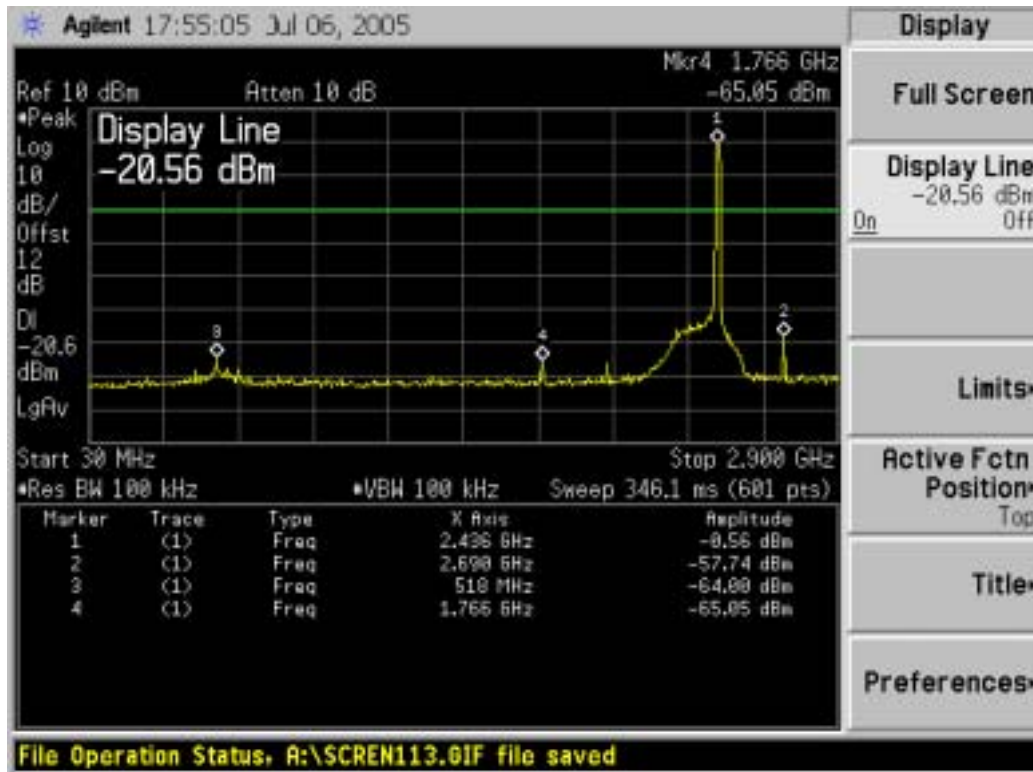 Agilent 17:55:05 Jul 06, 2005
Display
Mkr4 1.766 GHz
Ref 10 dBm Atten 10 dB -65.05 dBm
Peak
Log
10
dB/
Offst
12
dB
DI
-20.6
dBm
LgAv
Display Line
-20.56 dBm
1
2
3
4
Start 30 MHz Stop 2.900 GHz
Res BW 100 kHz VBW 100 kHz Sweep 346.1 ms (601 pts)
Marker Trace Type X Axis Amplitude
1 (1) Freq 2.436 GHz -0.56 dBm
2 (1) Freq 2.690 GHz -57.74 dBm
3 (1) Freq 518 MHz -64.00 dBm
4 (1) Freq 1.766 GHz -65.05 dBm
Full Screen
Display Line
-20.56 dBm
On Off
Limits
Active Fctn
Position
Top
Title
Preferences
File Operation Status, A:\SCREN113.GIF file saved